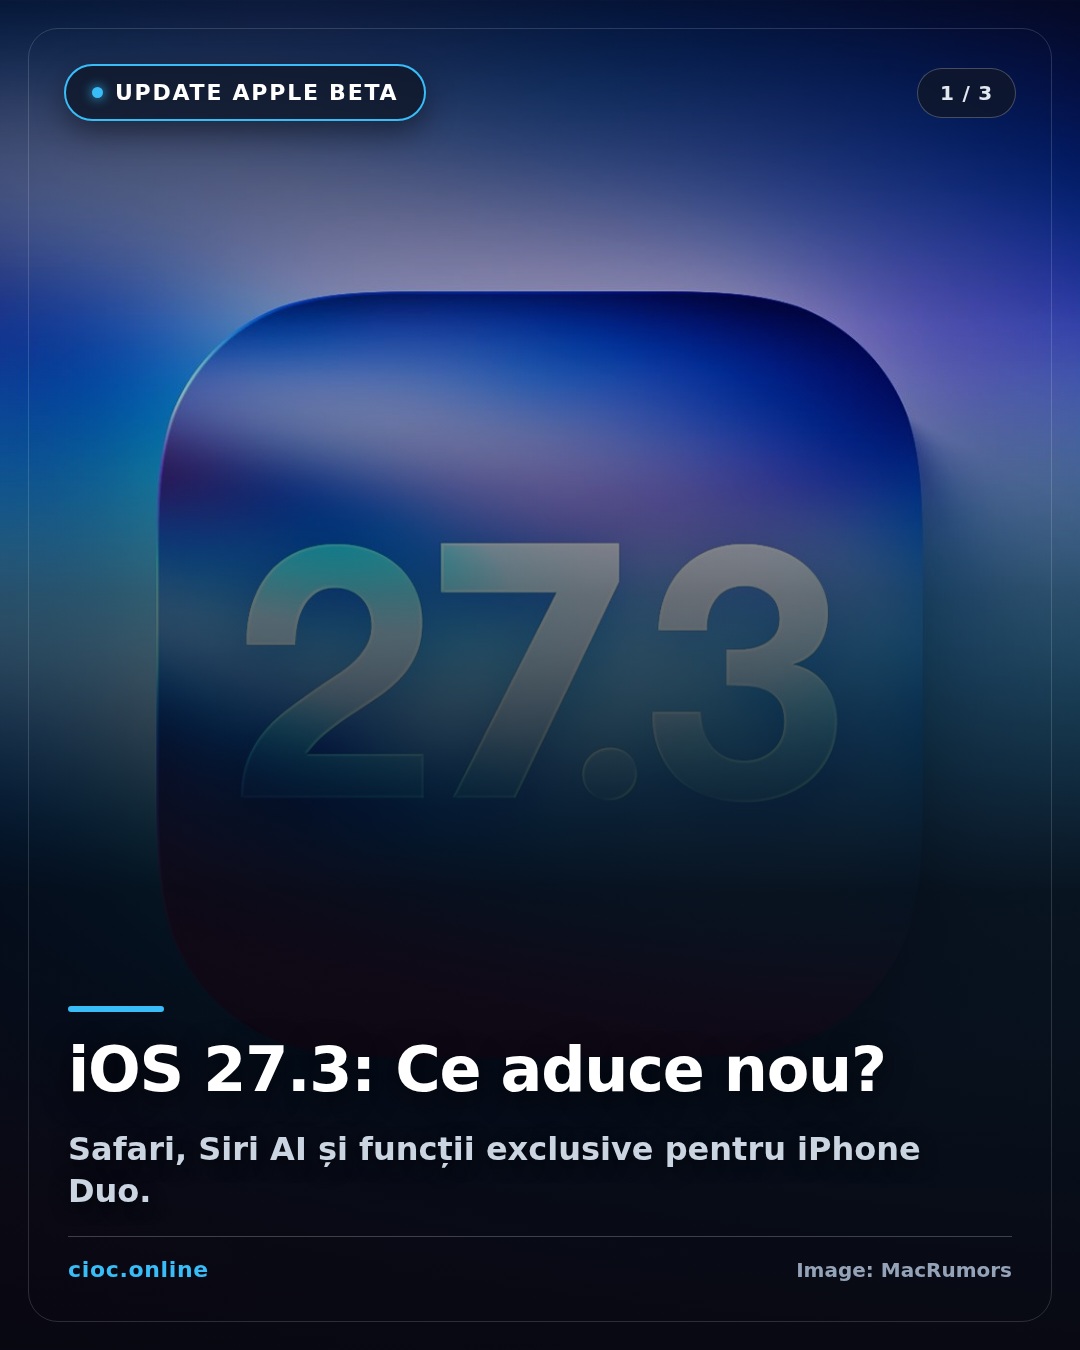 UPDATE APPLE BETA
1 / 3
27.3
iOS 27.3: Ce aduce nou?
Safari, Siri AI și funcții exclusive pentru iPhone
Duo.
cioc.online
Image: MacRumors